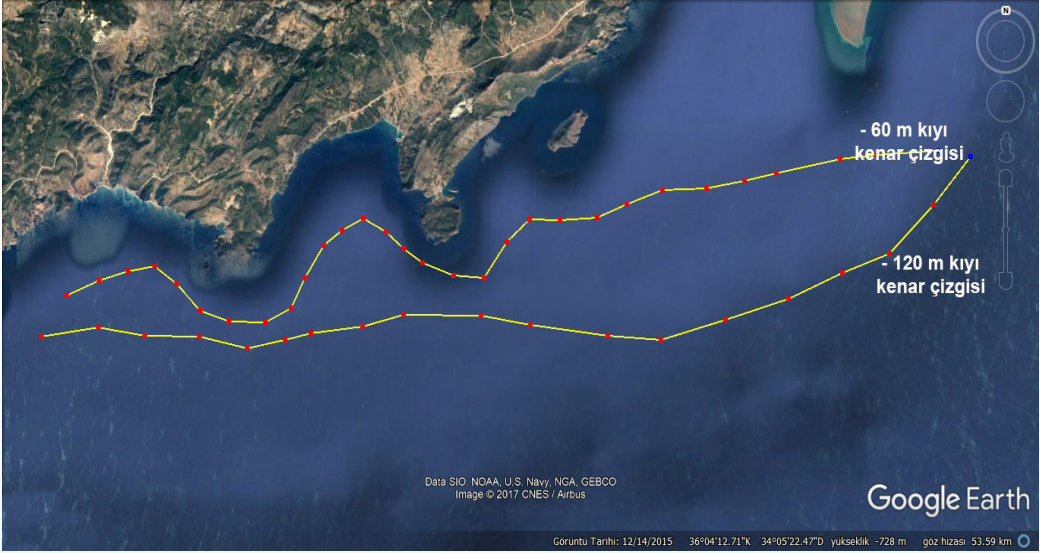 N
- 60 m kıyı
kenar çizgisi
- 120 m kıyı
kenar çizgisi
Data SIO, NOAA, U.S. Navy, NGA, GEBCO
Image © 2017 CNES / Airbus
Google Earth
Görüntü Tarihi: 12/14/2015 36°04'12.71"K 34°05'22.47"D yükseklik -728 m göz hizası 53.59 km